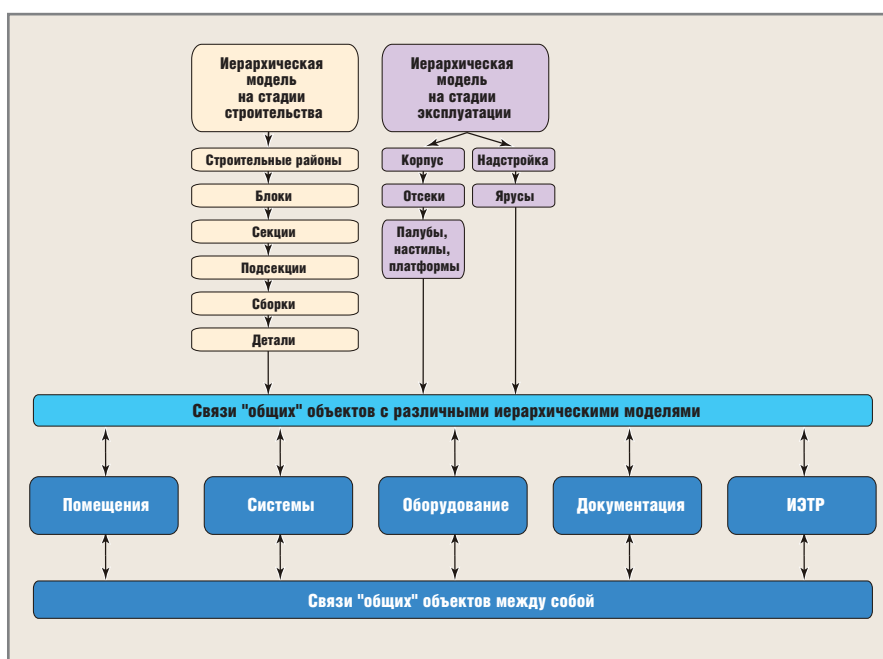 Иерархическая
модель
на стадии
строительства
Строительные районы
Блоки
Секции
Подсекции
Сборки
Детали
Иерархическая
модель
на стадии
эксплуатации
Корпус
Отсеки
Палубы,
настилы,
платформы
Надстройка
Ярусы
Связи "общих" объектов с различными иерархическими моделями
Помещения
Системы
Оборудование
Документация
ИЭТР
Связи "общих" объектов между собой